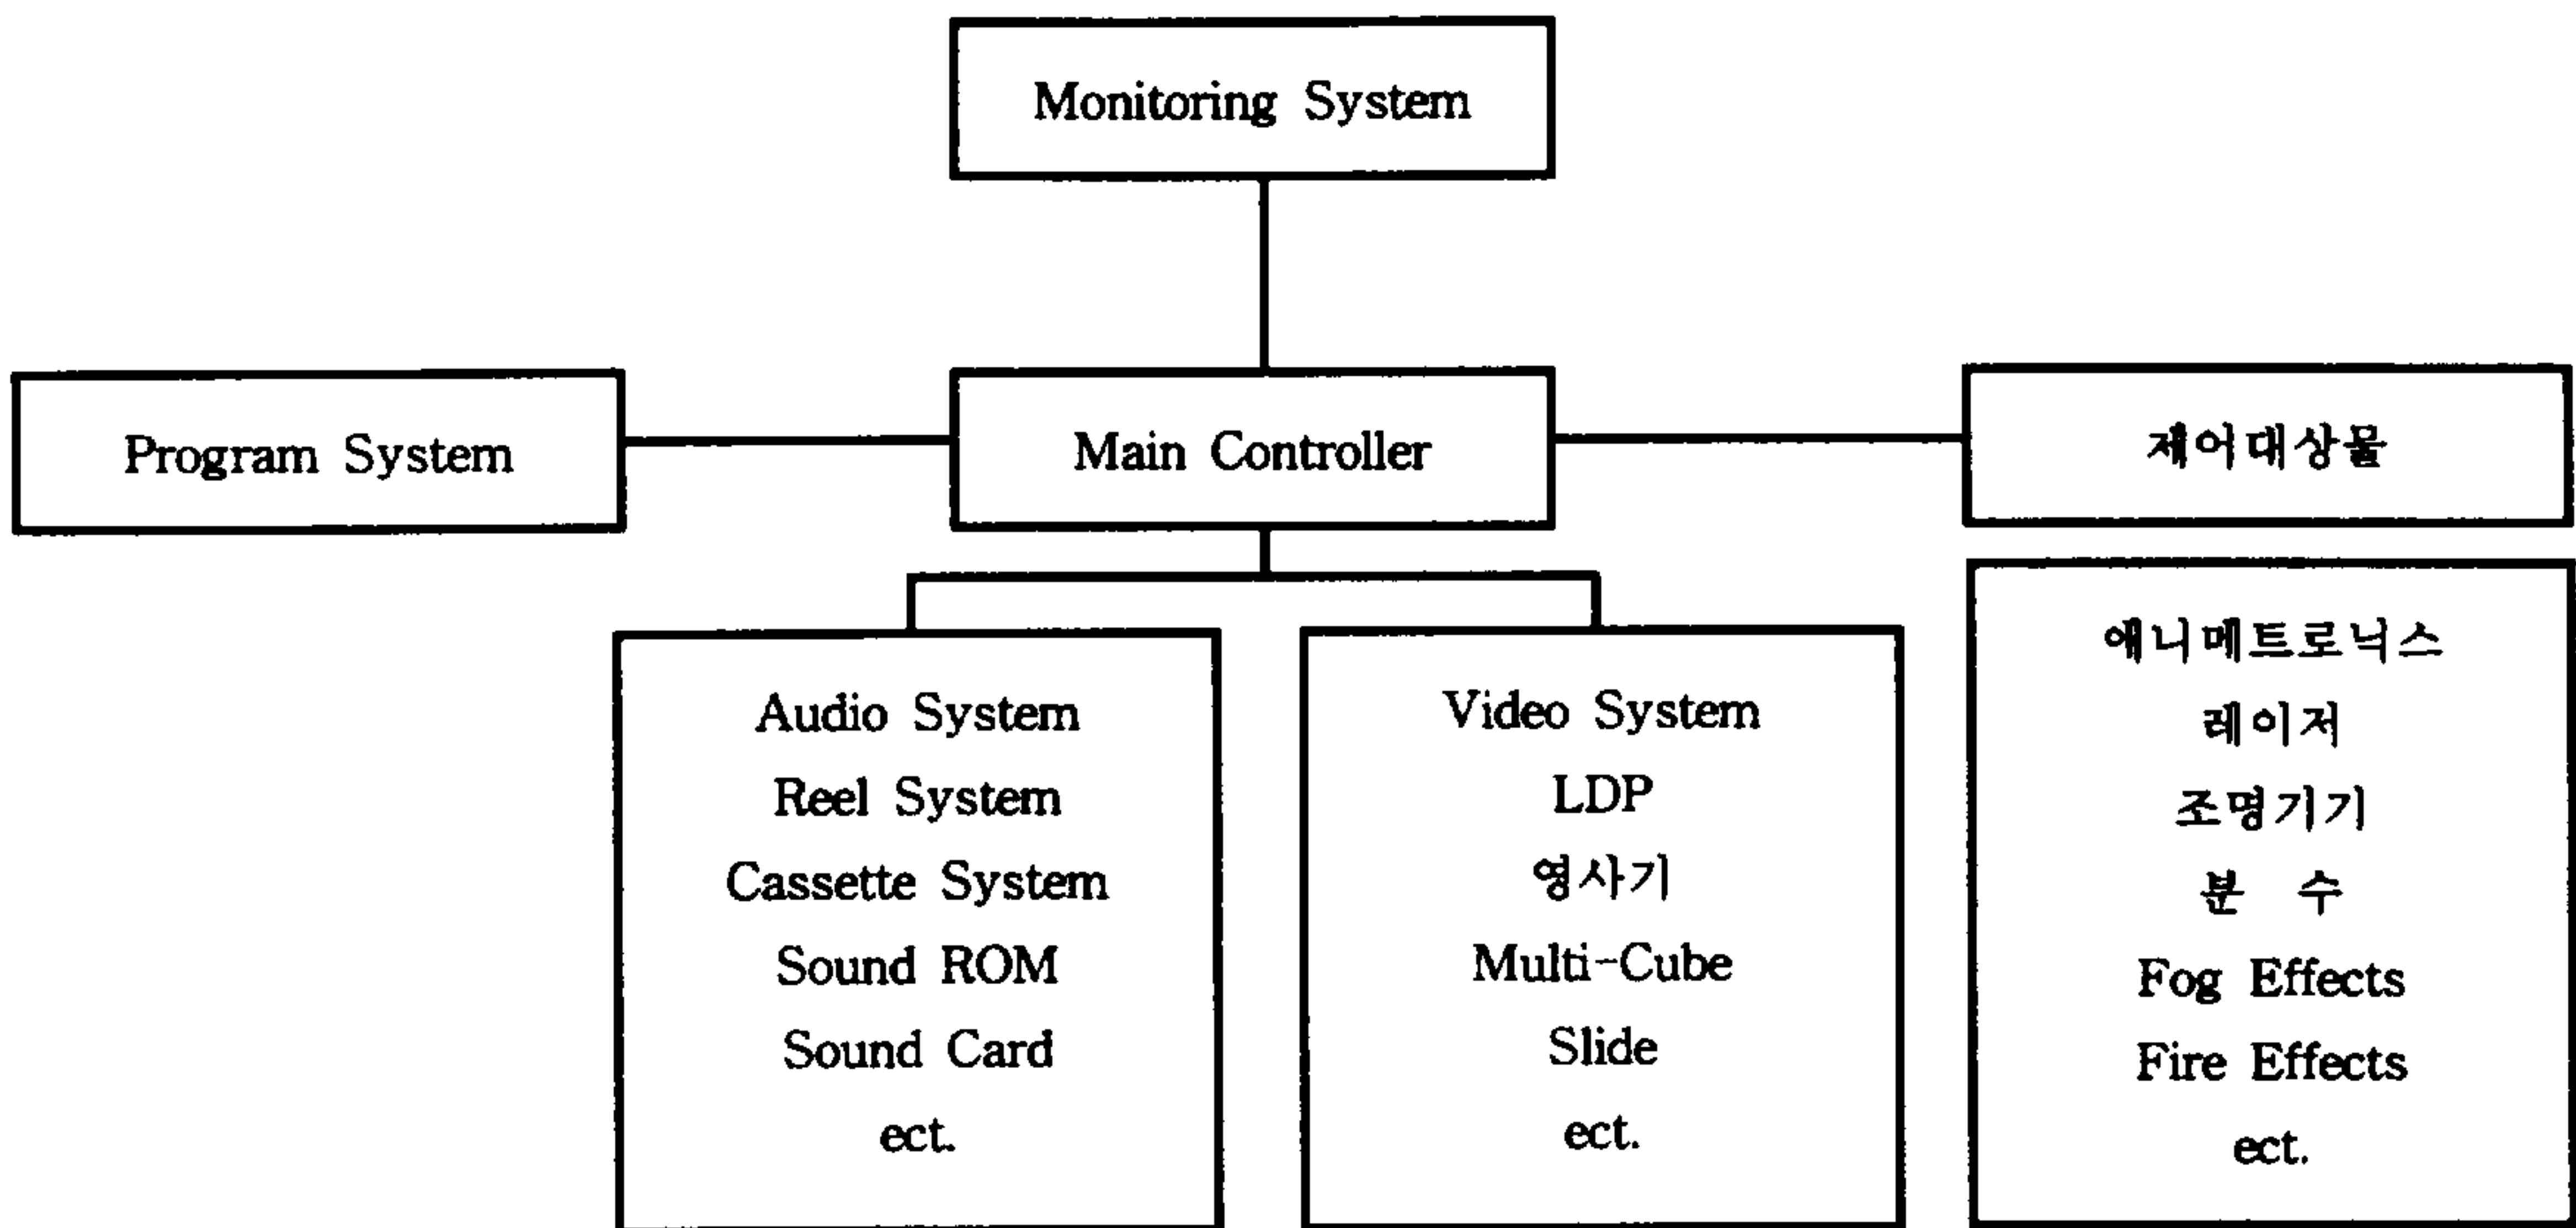 Monitoring System
Program System
Main Controller
제어대상물
Audio System
Reel System
Cassette System
Sound ROM
Sound Card
ect.
Video System
LDP
영사기
Multi-Cube
Slide
ect.
애니메트로닉스
레이저
조명기기
분 수
Fog Effects
Fire Effects
ect.